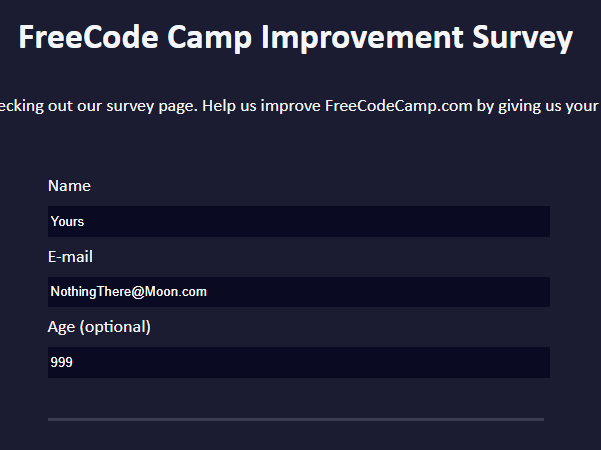 FreeCode Camp Improvement Survey
ecking out our survey page. Help us improve FreeCodeCamp.com by giving us your
Name
Yours
E-mail
NothingThere@Moon.com
Age (optional)
999